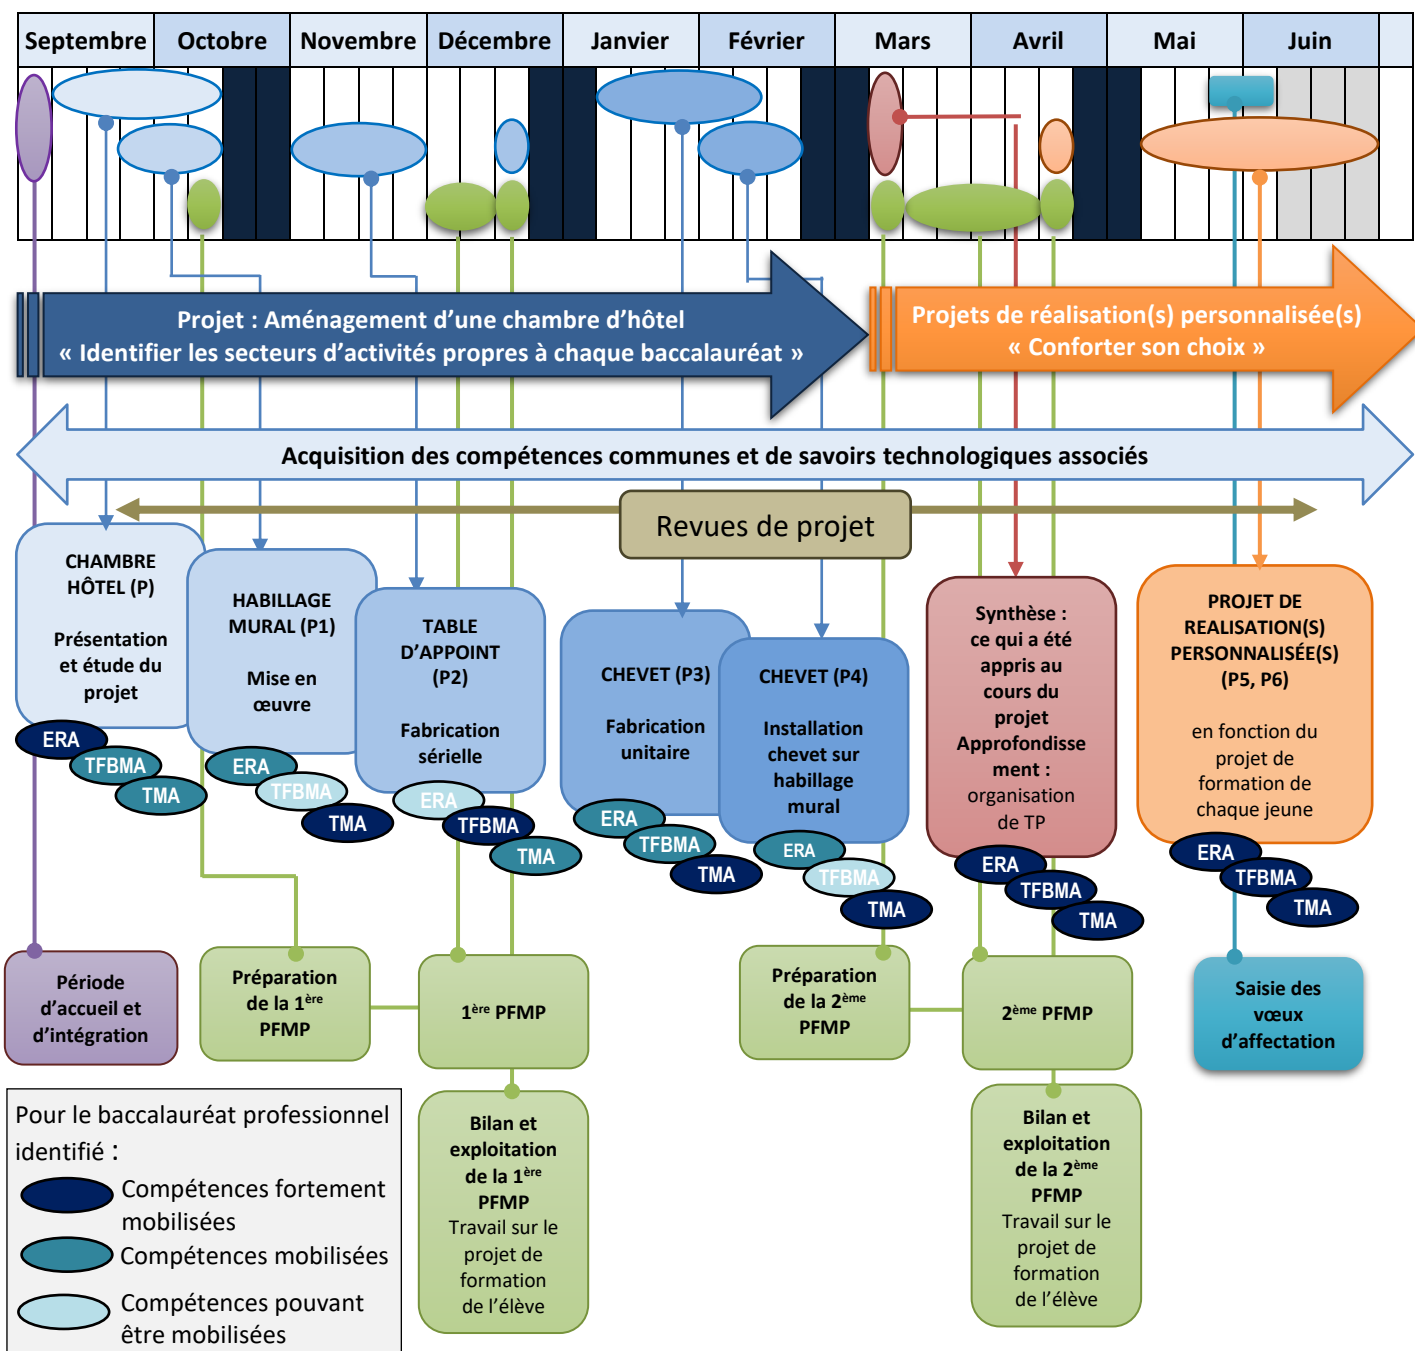 Septembre
Octobre
Novembre
Décembre
Janvier
Février
Mars
Avril
Mai
Juin
Projet : Aménagement d’une chambre d’hôtel
« Identifier les secteurs d’activités propres à chaque baccalauréat »
Projets de réalisation(s) personnalisée(s)
« Conforter son choix »
Acquisition des compétences communes et de savoirs technologiques associés
Revues de projet
CHAMBRE
HÔTEL (P)
Présentation
et étude du
projet
ERA
TFBMA
TMA
HABILLAGE
MURAL (P1)
Mise en
œuvre
ERA
TFBMA
TMA
TABLE
D’APPOINT
(P2)
Fabrication
sérielle
ERA
TFBMA
TMA
CHEVET (P3)
Fabrication
unitaire
ERA
TFBMA
TMA
CHEVET (P4)
Installation
chevet sur
habillage
mural
ERA
TFBMA
TMA
Synthèse :
ce qui a été
appris au
cours du
projet
Approfondisse
ment :
organisation
de TP
ERA
TFBMA
TMA
PROJET DE
REALISATION(S)
PERSONNALISÉE(S)
(P5, P6)
en fonction du
projet de
formation de
chaque jeune
ERA
TFBMA
TMA
Période
d’accueil et
d’intégration
Préparation
de la 1ère
PFMP
1ère PFMP
Préparation
de la 2ème
PFMP
2ème PFMP
Saisie des
vœux
d’affectation
Bilan et
exploitation
de la 1ère
PFMP
Travail sur le
projet de
formation
de l’élève
Bilan et
exploitation
de la 2ème
PFMP
Travail sur le
projet de
formation
de l’élève
Pour le baccalauréat professionnel
identifié :
Compétences fortement
mobilisées
Compétences mobilisées
Compétences pouvant
être mobilisées